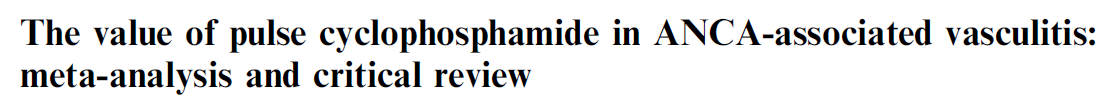 The value of pulse cyclophosphamide in ANCA-associated vasculitis:
meta-analysis and critical review